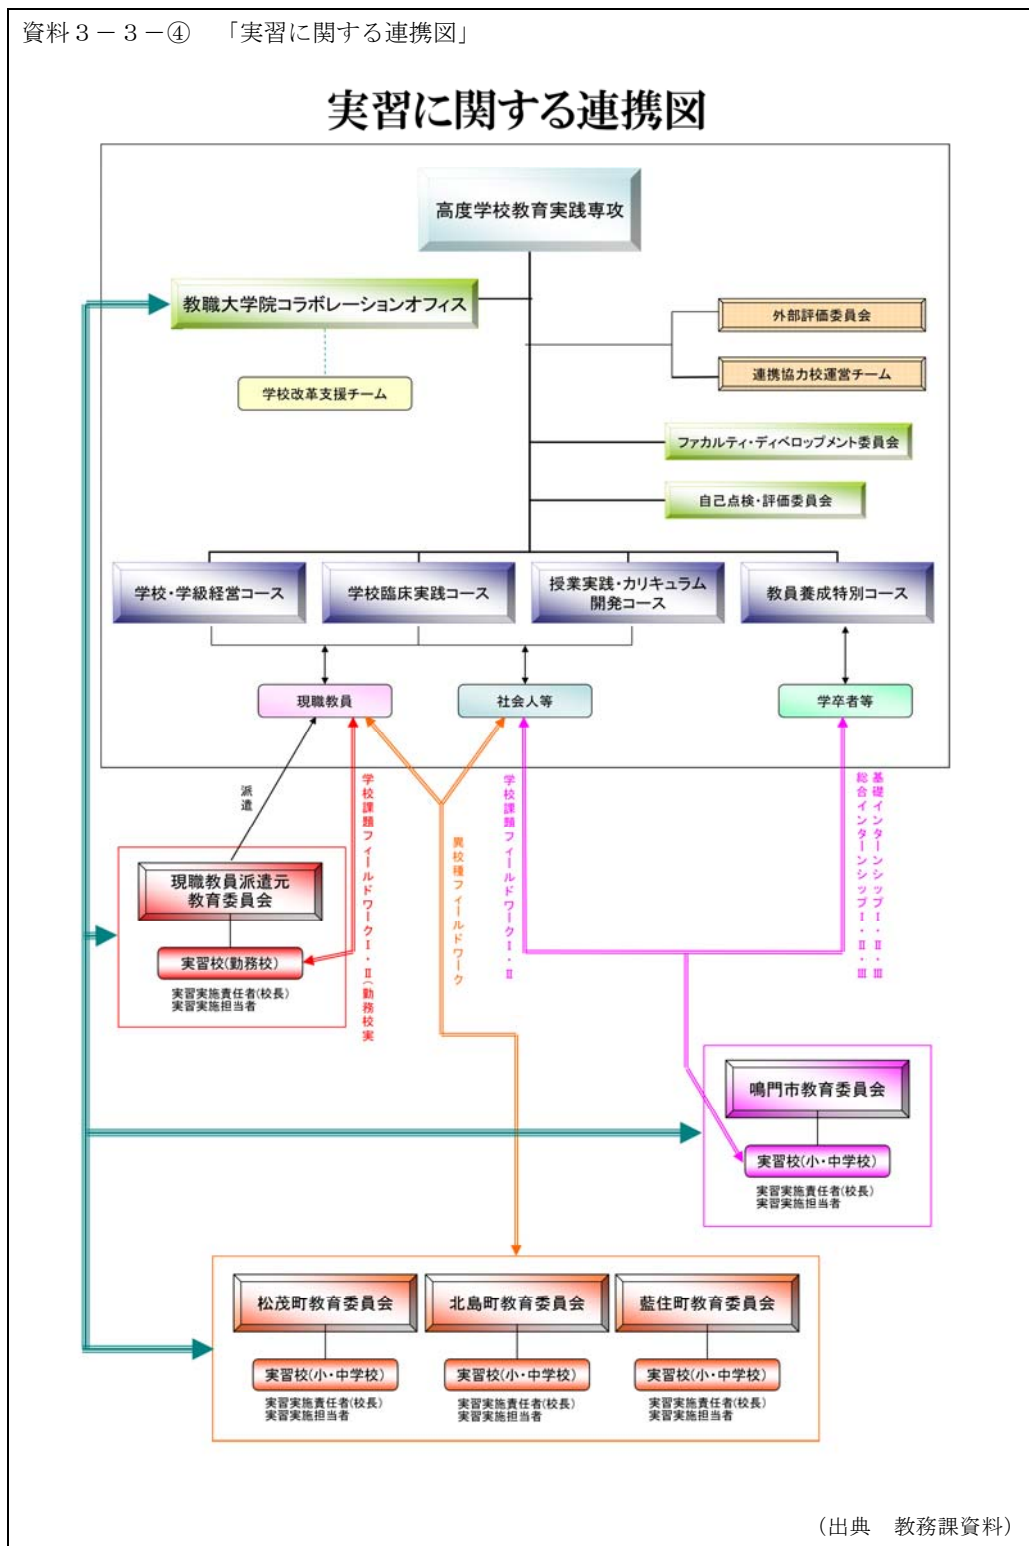 資料３－３－④　「実習に関する連携図」
実習に関する連携図
高度学校教育実践専攻
教職大学院コラボレーションオフィス
学校改革支援チーム
外部評価委員会
連携協力校運営チーム
ファカルティ・ディベロップメント委員会
自己点検・評価委員会
学校・学級経営コース
学校臨床実践コース
授業実践・カリキュラム
開発コース
教員養成特別コース
現職教員
社会人等
学卒者等
派遣
学校課題フィールドワークⅠ・Ⅱ(勤務校実
異校種フィールドワーク
学校課題フィールドワークⅠ・Ⅱ
基礎インターンシップⅠ・Ⅱ・Ⅲ
総合インターンシップⅠ・Ⅱ・Ⅲ
現職教員派遣元
教育委員会
実習校(勤務校)
実習実施責任者(校長)
実習実施担当者
鳴門市教育委員会
実習校(小・中学校)
実習実施責任者(校長)
実習実施担当者
松茂町教育委員会
実習校(小・中学校)
実習実施責任者(校長)
実習実施担当者
北島町教育委員会
実習校(小・中学校)
実習実施責任者(校長)
実習実施担当者
藍住町教育委員会
実習校(小・中学校)
実習実施責任者(校長)
実習実施担当者
（出典　教務課資料）